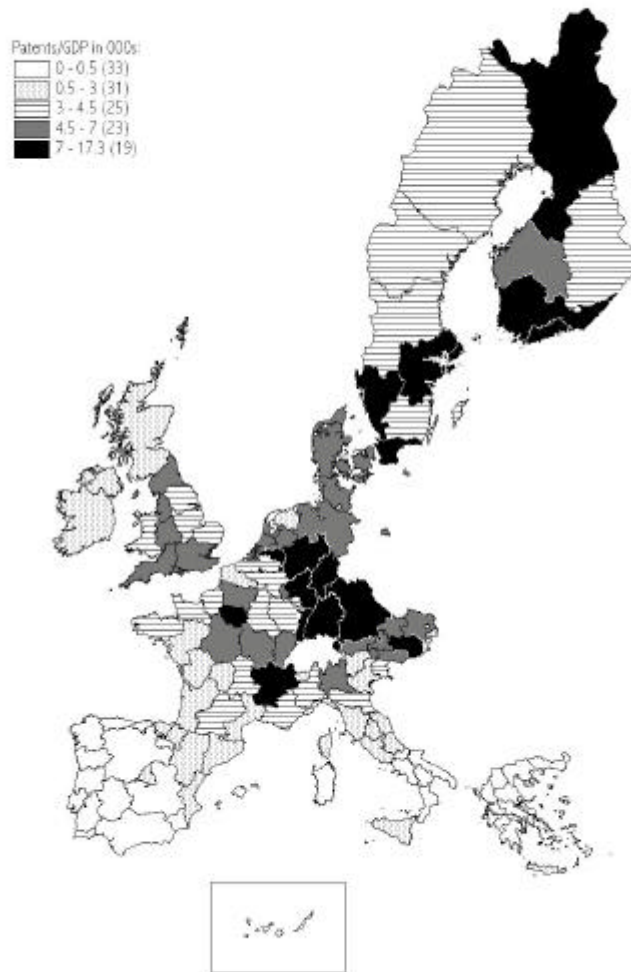 Patents/GDP in 000s:
0 - 0.5 (33)
0.5 - 3 (31)
3 - 4.5 (25)
4.5 - 7 (23)
7 - 17.3 (19)